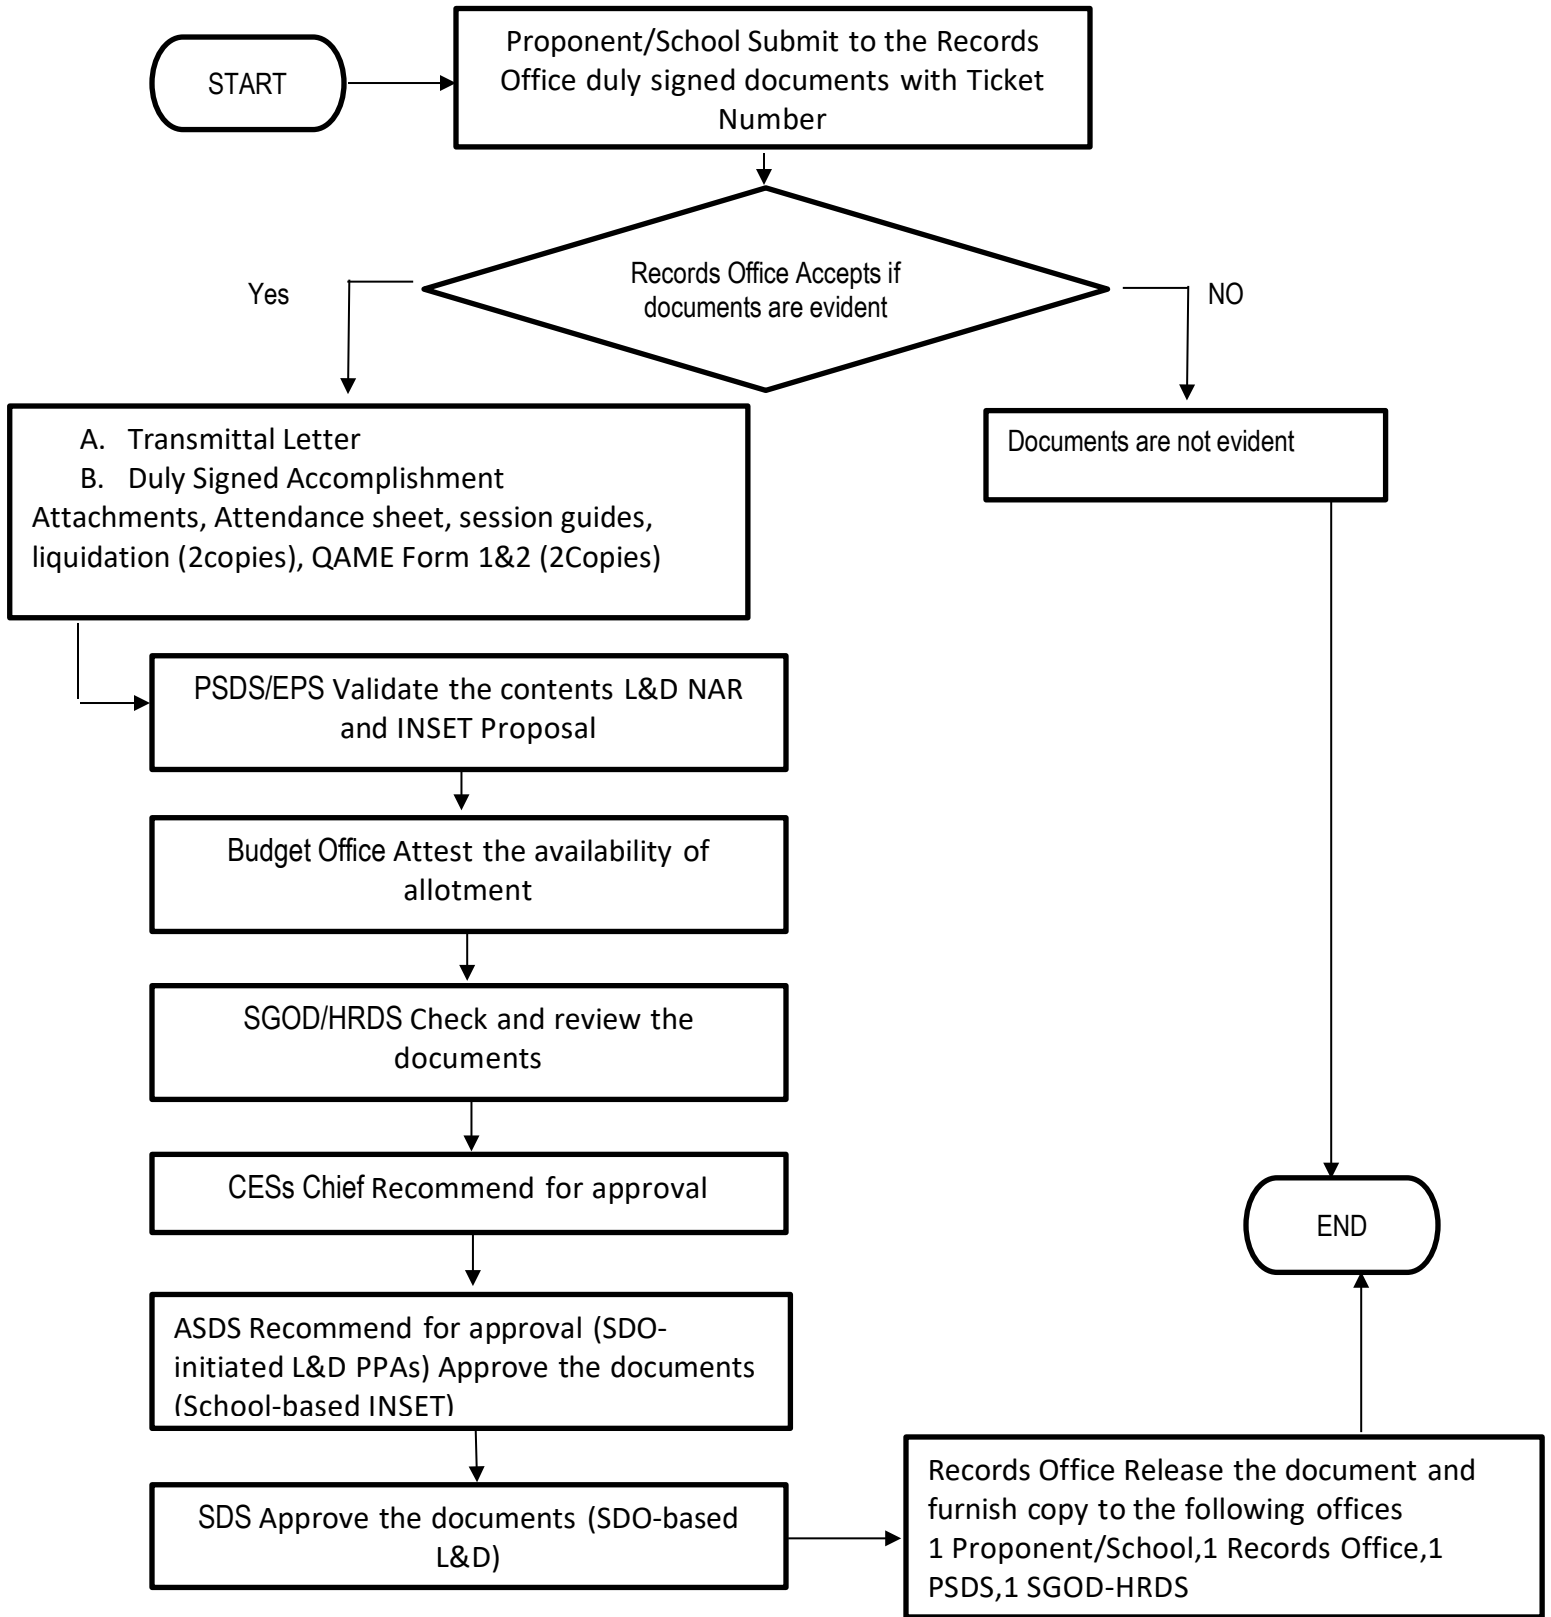 START
Proponent/School Submit to the Records
Office duly signed documents with Ticket
Number
Records Office Accepts if
documents are evident
Yes
NO
A. Transmittal Letter
B. Duly Signed Accomplishment
Attachments, Attendance sheet, session guides,
liquidation (2copies), QAME Form 1&2 (2Copies)
Documents are not evident
PSDS/EPS Validate the contents L&D NAR
and INSET Proposal
Budget Office Attest the availability of
allotment
SGOD/HRDS Check and review the
documents
CESs Chief Recommend for approval
END
ASDS Recommend for approval (SDO-
initiated L&D PPAs) Approve the documents
(School-based INSET)
SDS Approve the documents (SDO-based
L&D)
Records Office Release the document and
furnish copy to the following offices
1 Proponent/School,1 Records Office,1
PSDS,1 SGOD-HRDS